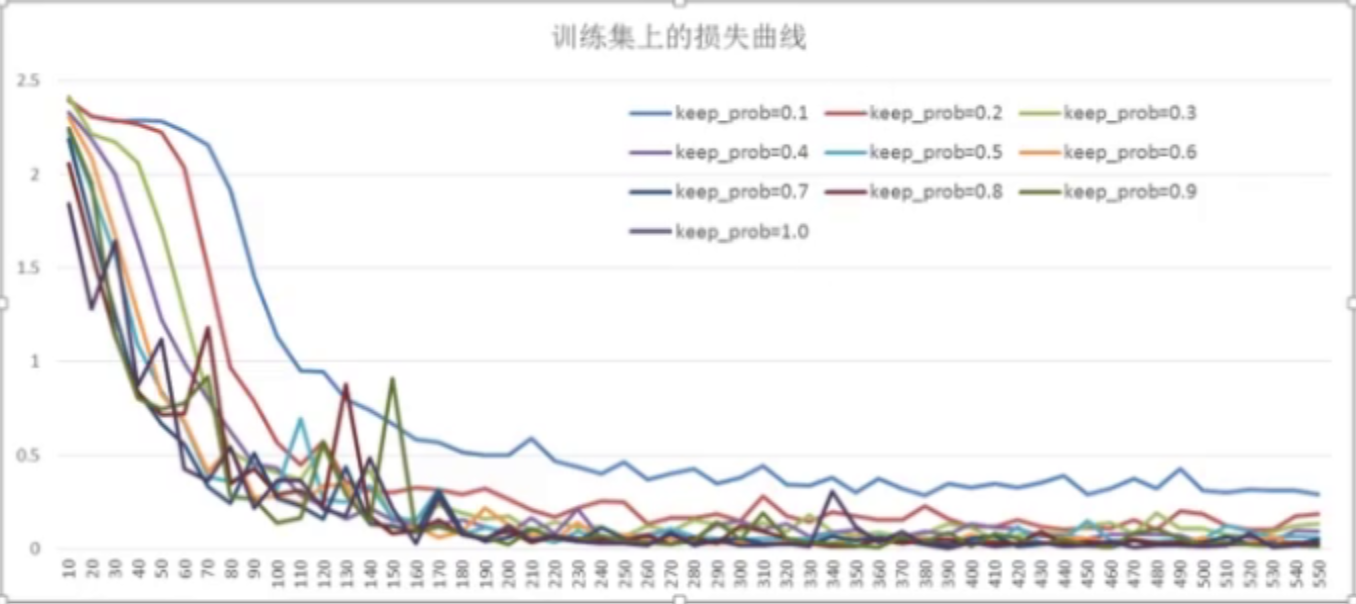 训练集上的损失曲线
2.5
keep_prob=0.1 keep_prob=0.2 keep_prob=0.3
keep_prob=0.4 keep_prob=0.5 keep_prob=0.6
2
keep_prob=0.7 keep_prob=0.8 keep_prob=0.9
keep_prob=1.0
1.5
1
0.5
0
10 20 30 40 50 60 70 80 90 100 110 120 130 140 150 160 170 180 190 200 210 220 230 240 250 260 270 280 290 300 310 320 330 340 350 360 370 380 390 400 410 420 430 440 450 460 470 480 490 500 510 520 530 540 550